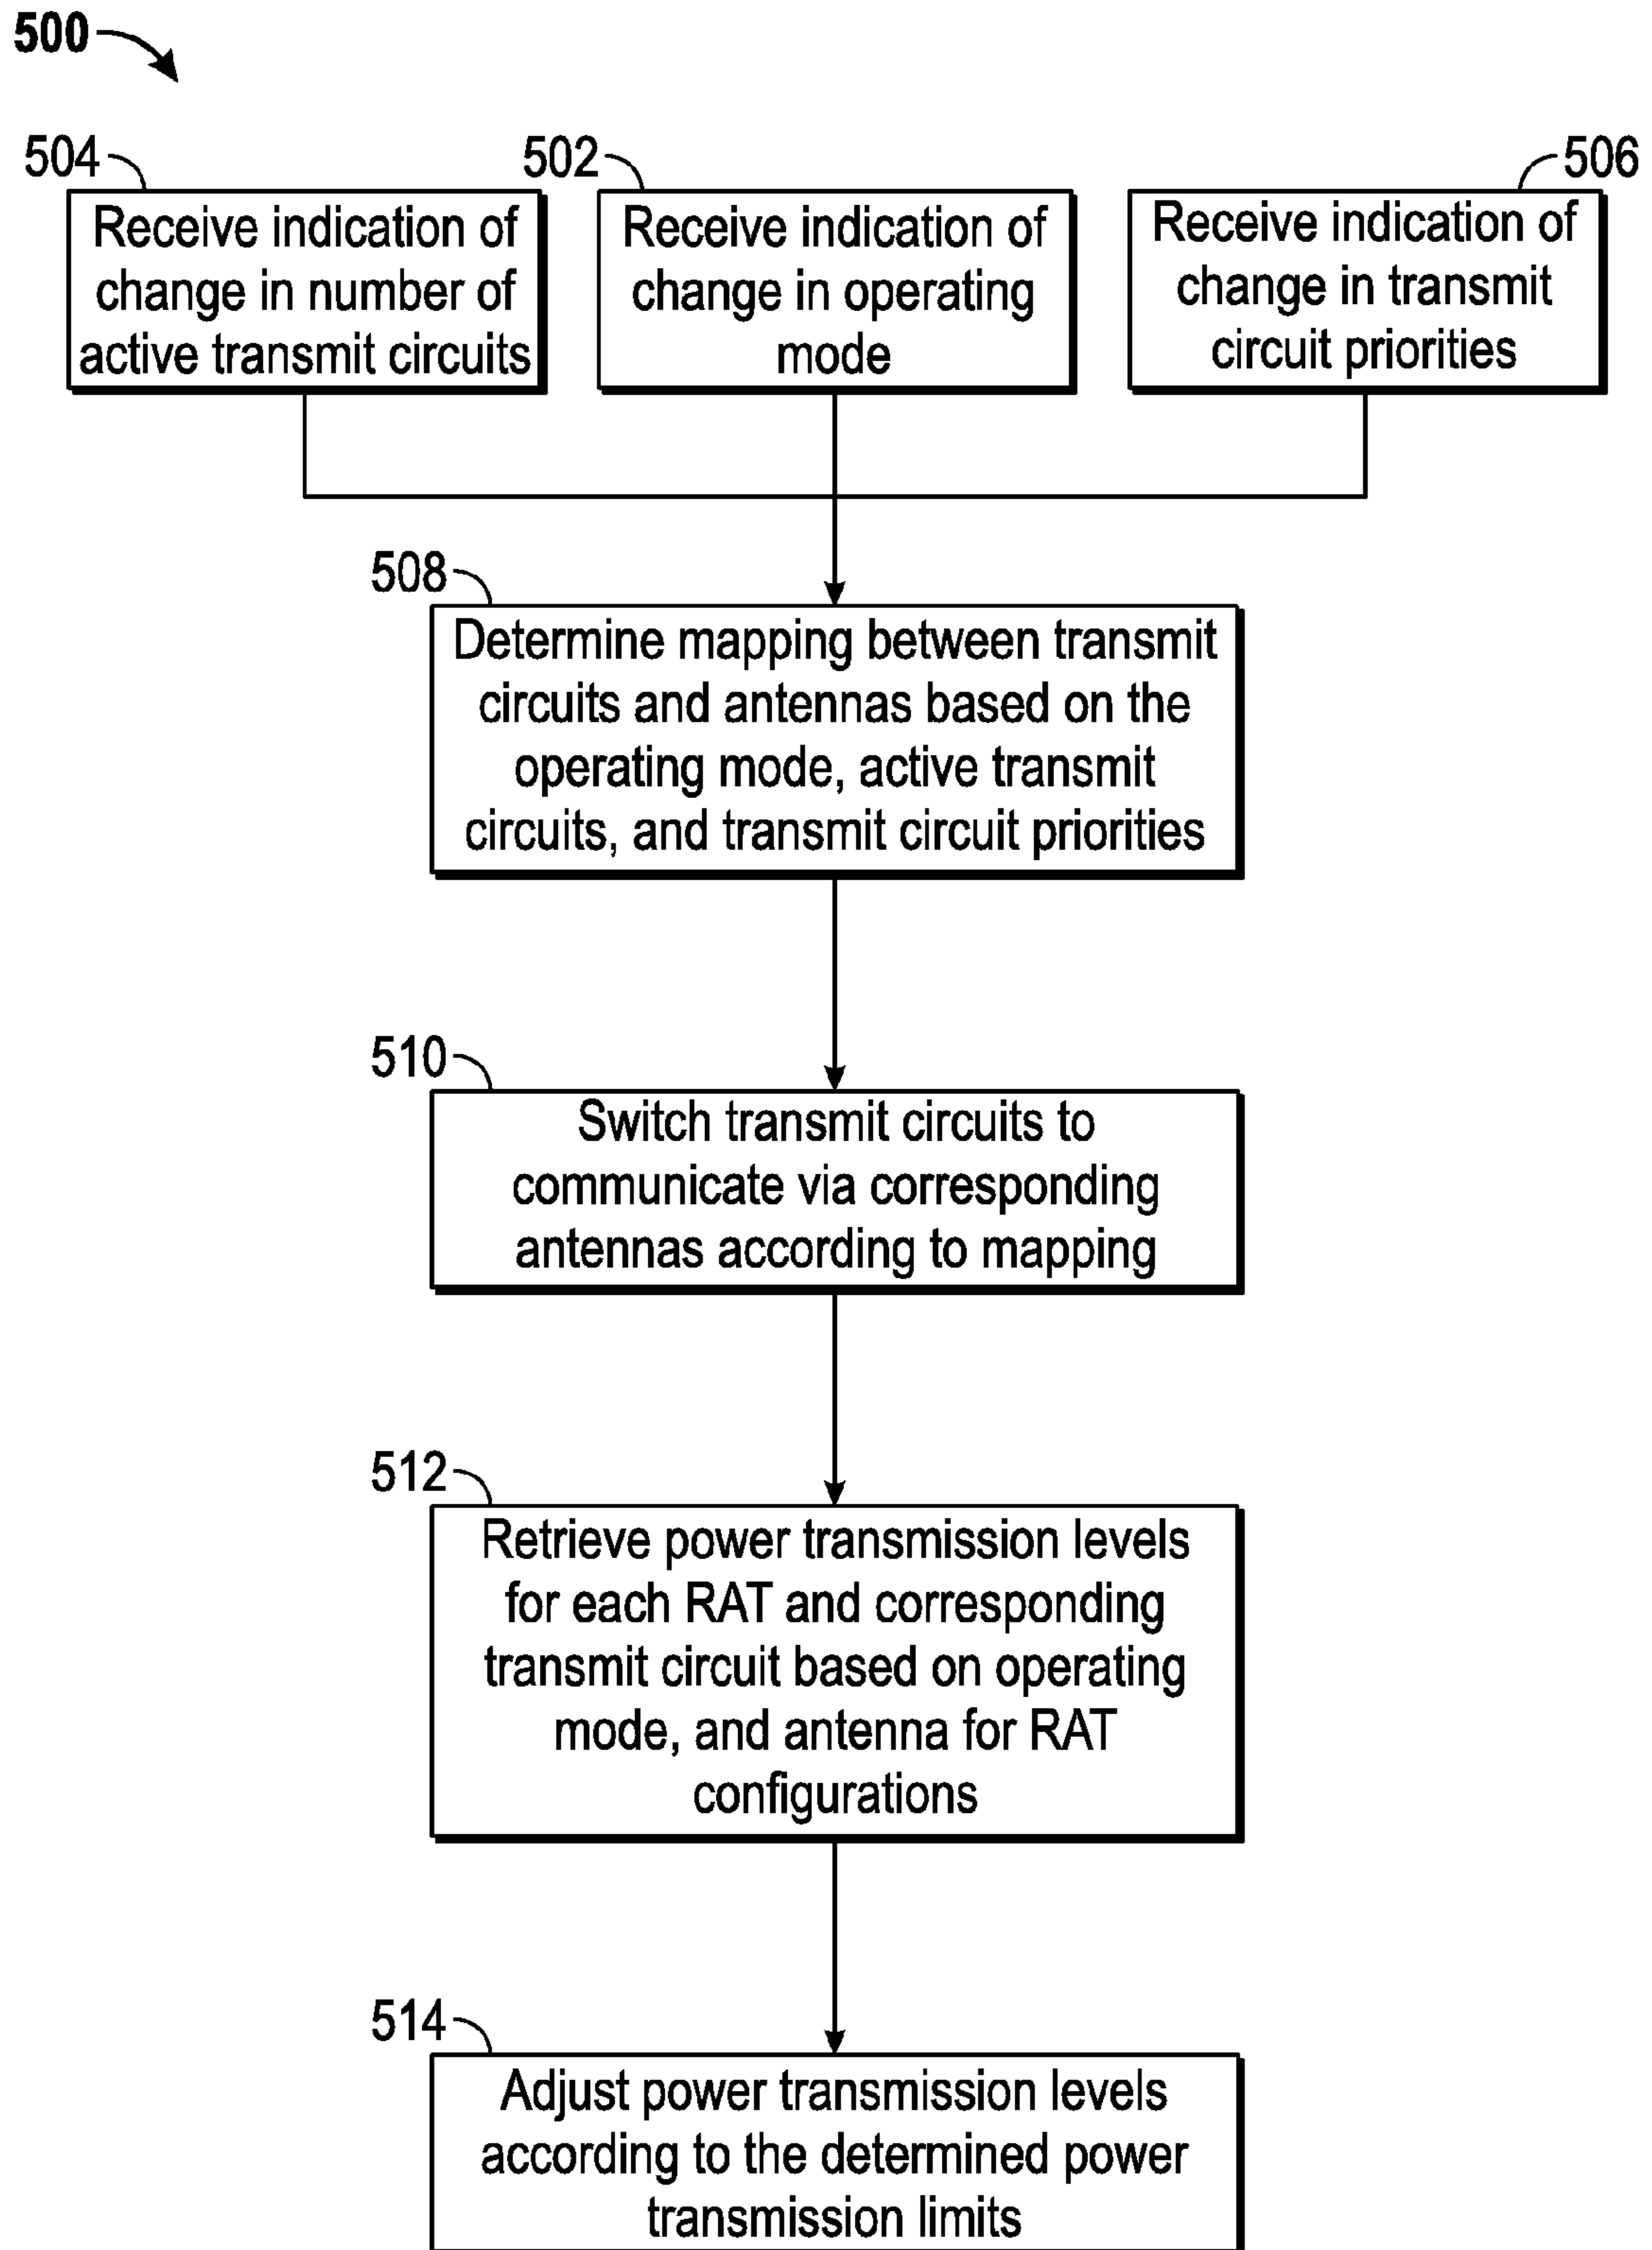 500
504
Receive indication of
change in number of
active transmit circuits
502
Receive indication of
change in operating
mode
506
Receive indication of
change in transmit
circuit priorities
508
Determine mapping between transmit
circuits and antennas based on the
operating mode, active transmit
circuits, and transmit circuit priorities
510
Switch transmit circuits to
communicate via corresponding
antennas according to mapping
512
Retrieve power transmission levels
for each RAT and corresponding
transmit circuit based on operating
mode, and antenna for RAT
configurations
514
Adjust power transmission levels
according to the determined power
transmission limits